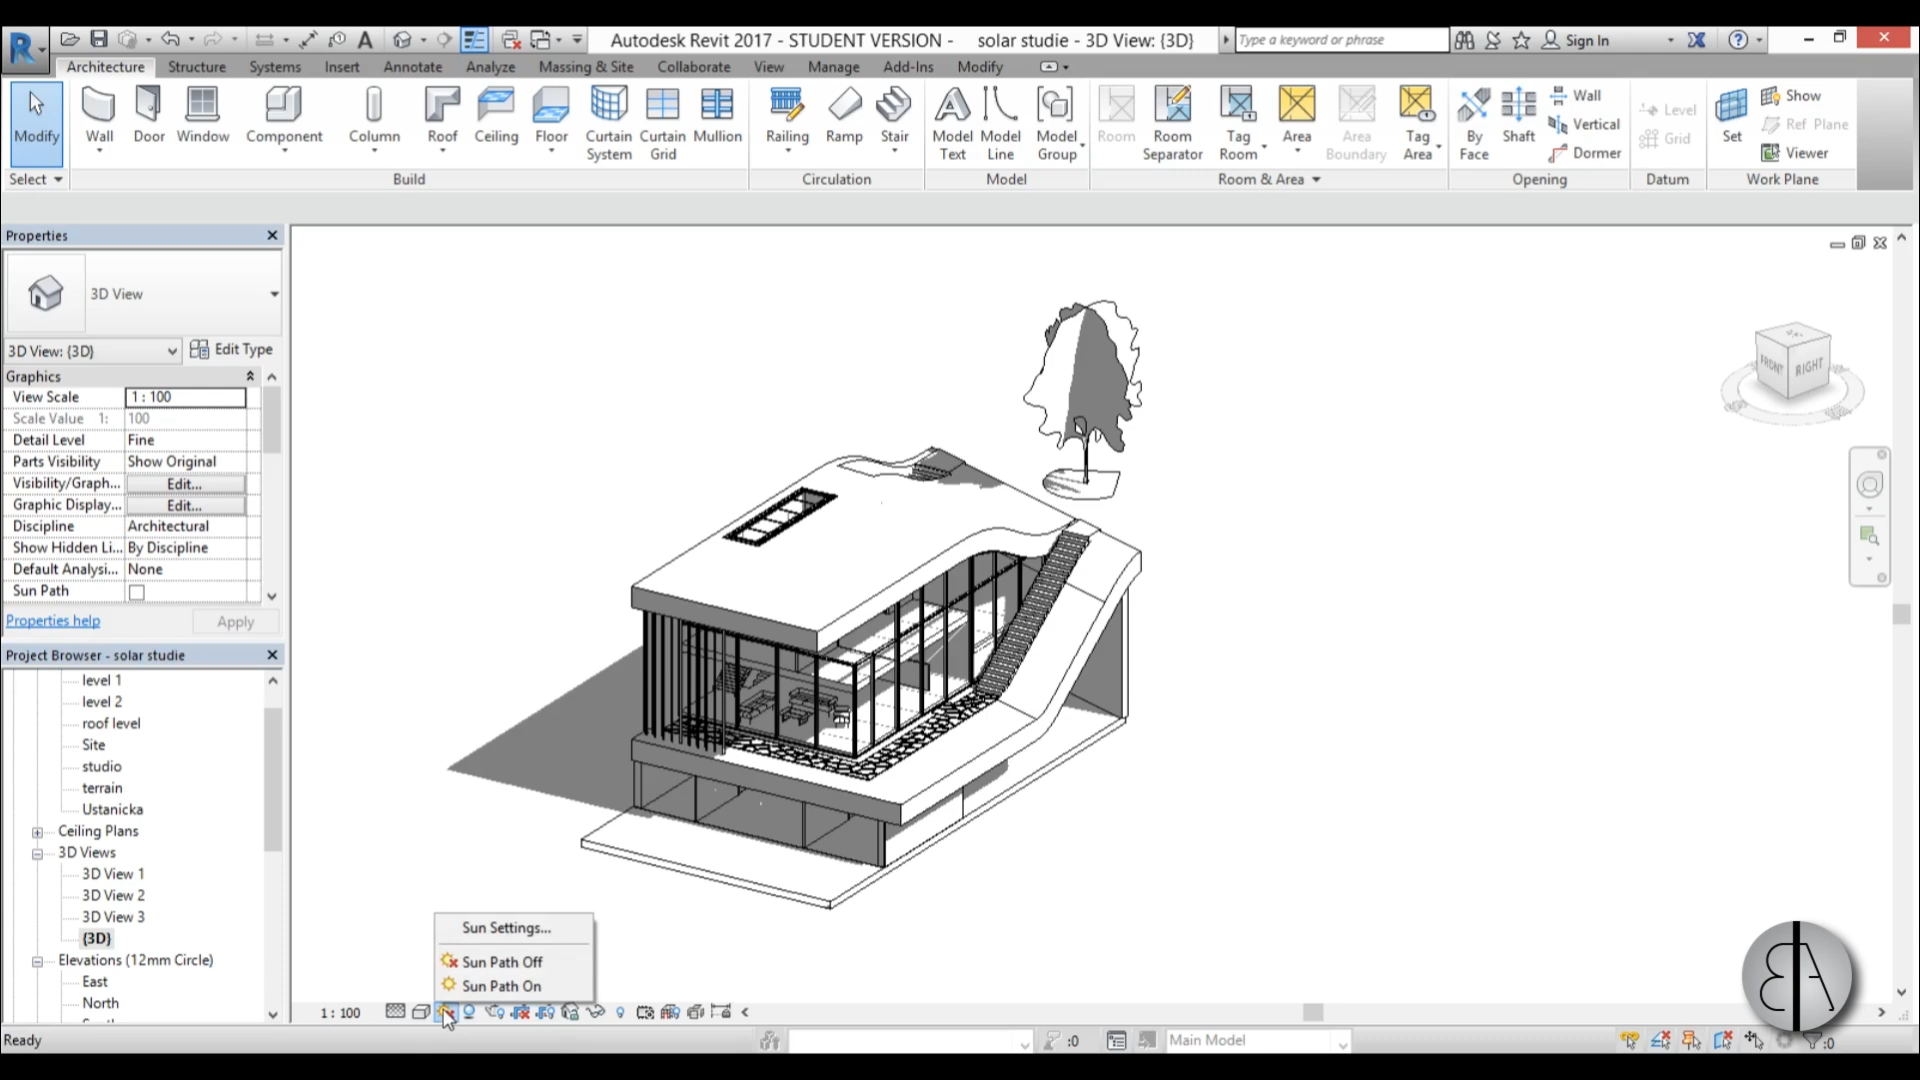 Autodesk Revit 2017 - STUDENT VERSION - solar studie - 3D View: {3D}
Type a keyword or phrase
Sign In
Architecture Structure Systems Insert Annotate Analyze Massing & Site Collaborate View Manage Add-Ins Modify
Modify
Wall
Door
Window
Component
Column
Roof
Ceiling
Floor
Curtain System
Curtain Grid
Mullion
Railing
Ramp
Stair
Model Text
Model Line
Model Group
Room
Room Separator
Tag Room
Area
Area Boundary
Tag Area
By Face
Shaft
Wall
Vertical
Dormer
Level
Grid
Set
Show
Ref Plane
Viewer
Select Build Circulation Model Room & Area Opening Datum Work Plane
Properties
3D View
3D View: {3D} Edit Type
Graphics
View Scale 1 : 100
Scale Value 1: 100
Detail Level Fine
Parts Visibility Show Original
Visibility/Graph... Edit...
Graphic Display... Edit...
Discipline Architectural
Show Hidden Li... By Discipline
Default Analysi... None
Sun Path
Properties help Apply
Project Browser - solar studie
level 1
level 2
roof level
Site
studio
terrain
Ustanicka
Ceiling Plans
3D Views
3D View 1
3D View 2
3D View 3
{3D}
Elevations (12mm Circle)
East
North
FRONT RIGHT
Sun Settings...
Sun Path Off
Sun Path On
1 : 100
Ready
:0
Main Model
:0